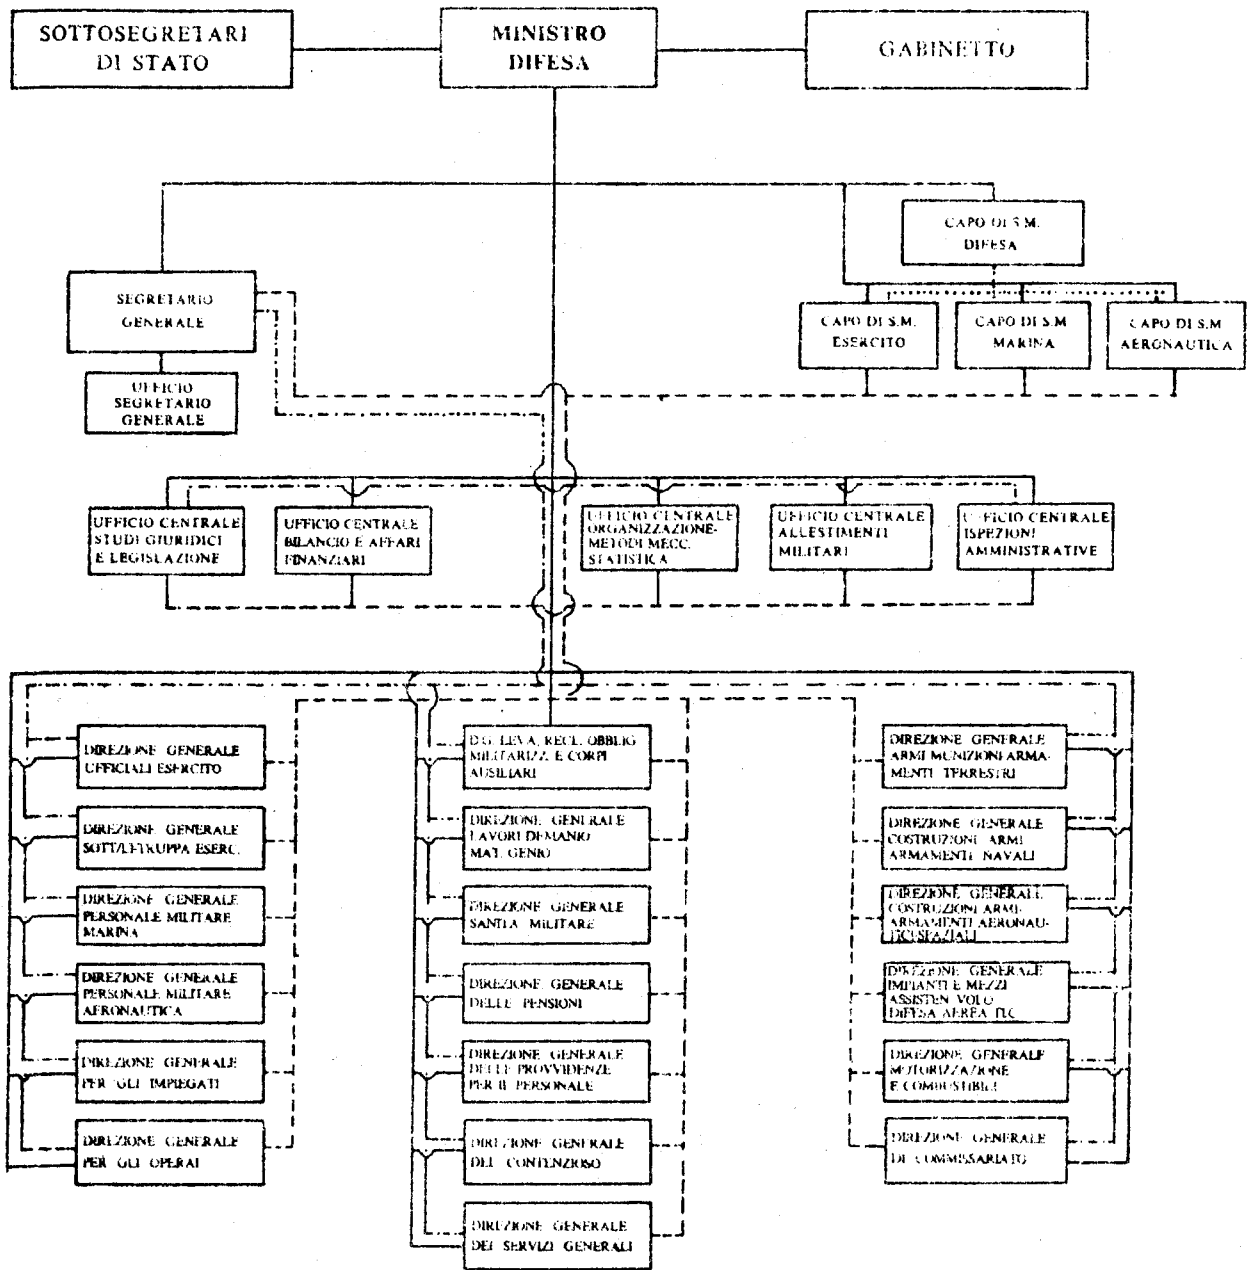 SOTTOSEGRETARI
DI STATO
MINISTRO
DIFESA
GABINETTO
CAPO DI S.M.
DIFESA
SEGRETARIO
GENERALE
CAPO DI S.M.
ESERCITO
CAPO DI S.M
MARINA
CAPO DI S.M
AERONAUTICA
UFFICIO
SEGRETARIO
GENERALE
UFFICIO CENTRALE
STUDI GIURIDICI
E LEGISLAZIONE
UFFICIO CENTRALE
BILANCIO E AFFARI
FINANZIARI
UFFICIO CENTRALE
ORGANIZZAZIONE-
METODI MECC.
STATISTICA
UFFICIO CENTRALE
ALLESTIMENTI
MILITARI
UFFICIO CENTRALE
ISPEZIONI
AMMINISTRATIVE
DIREZIONE GENERALE
UFFICIALI ESERCITO
DIREZIONE GENERALE
SOTT/LI TRUPPA ESERC.
DIREZIONE GENERALE
PERSONALE MILITARE
MARINA
DIREZIONE GENERALE
PERSONALE MILITARE
AERONAUTICA
DIREZIONE GENERALE
PER GLI IMPIEGATI
DIREZIONE GENERALE
PER GLI OPERAI
D.G. LEVA, RECL. OBBLIG
MILITARIZZ. E CORPI
AUSILIARI
DIREZIONE GENERALE
LAVORI DEMANIO
MAT. GENIO
DIREZIONE GENERALE
SANITA MILITARE
DIREZIONE GENERALE
DELLE PENSIONI
DIREZIONE GENERALE
DELLE PROVVIDENZE
PER IL PERSONALE
DIREZIONE GENERALE
DEL CONTENZIOSO
DIREZIONE GENERALE
DEI SERVIZI GENERALI
DIREZIONE GENERALE
ARMI MUNIZIONI ARMA-
MENTI TERRESTRI
DIREZIONE GENERALE
COSTRUZIONI ARMI
ARMAMENTI NAVALI
DIREZIONE GENERALE
COSTRUZIONI ARMI-
ARMAMENTI AERONAU-
TICI SPAZIALI
DIREZIONE GENERALE
IMPIANTI E MEZZI
ASSISTEN VOLO
DIFESA AEREA TLC
DIREZIONE GENERALE
MOTORIZZAZIONE
E COMBUSTIBILI
DIREZIONE GENERALE
DI COMMISSARIATO